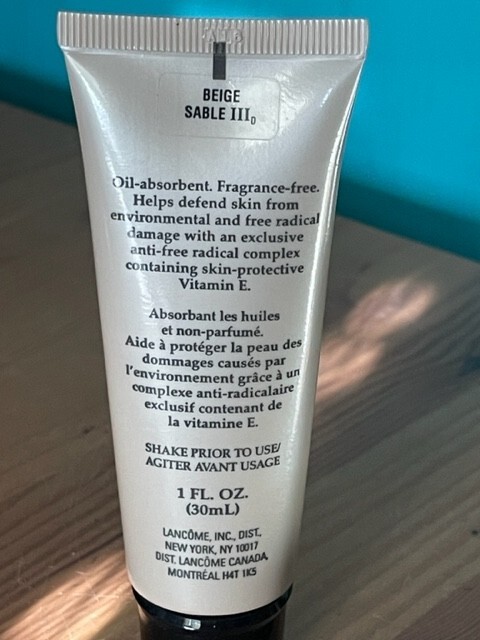 BEIGE
SABLE III D
Oil-absorbent. Fragrance-free.
Helps defend skin from
environmental and free radical
damage with an exclusive
anti-free radical complex
containing skin-protective
Vitamin E.
Absorbant les huiles
et non-parfumé.
Aide à protéger la peau des
dommages causés par
l'environnement grâce à un
complexe anti-radicalaire
exclusif contenant de
la vitamine E.
SHAKE PRIOR TO USE/
AGITER AVANT USAGE
1 FL. OZ.
(30mL)
LANCÔME, INC., DIST.,
NEW YORK, NY 10017
DIST. LANCÔME CANADA,
MONTRÉAL H4T 1K5